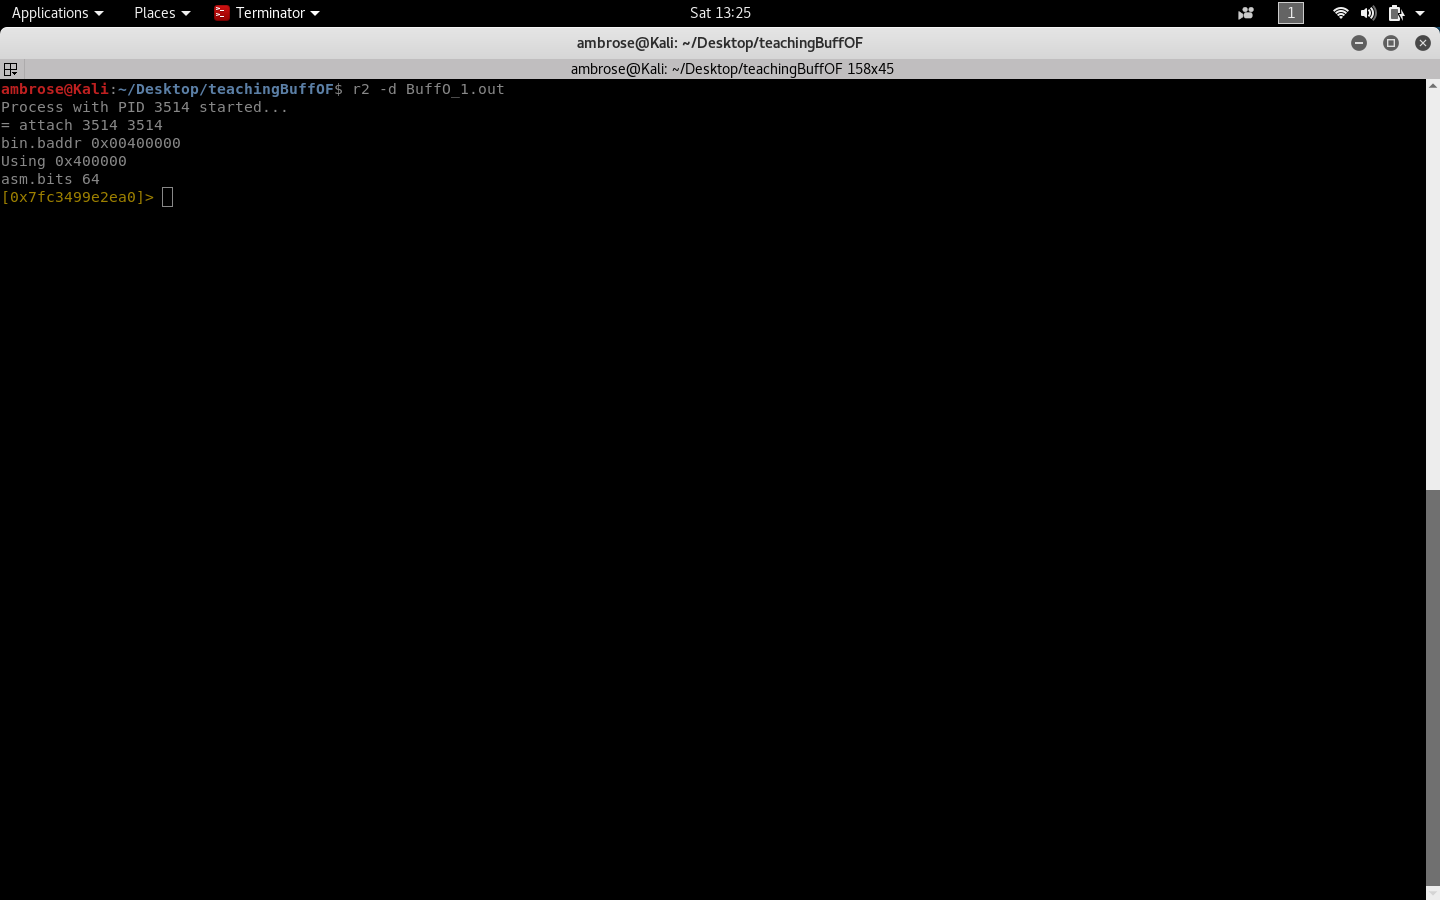 Applications Places Terminator Sat 13:25 1
ambrose@Kali: ~/Desktop/teachingBuffOF
ambrose@Kali: ~/Desktop/teachingBuffOF 158x45
ambrose@Kali:~/Desktop/teachingBuffOF$ r2 -d BuffO_1.out
Process with PID 3514 started...
= attach 3514 3514
bin.baddr 0x00400000
Using 0x400000
asm.bits 64
[0x7fc3499e2ea0]>